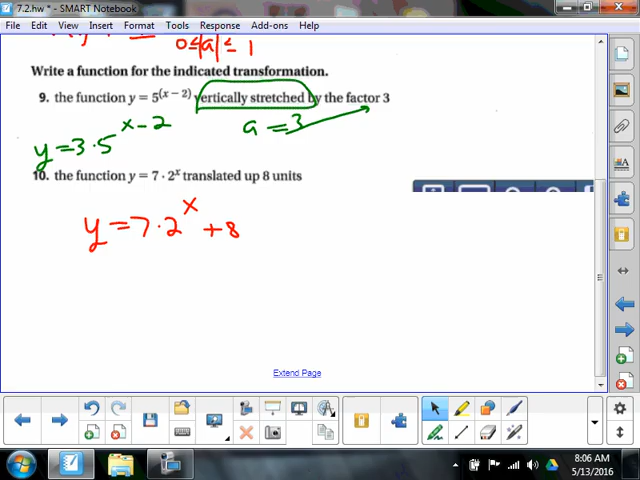 7.2.hw * - SMART Notebook
File Edit View Insert Format Tools Add-ons Help
0 ≤ |a| ≤ 1
Write a function for the indicated transformation.
9. the function y = 5^(x − 2) vertically stretched by the factor 3
a = 3
y = 3 · 5^x − 2
10. the function y = 7 · 2^x translated up 8 units
y = 7 · 2^x + 8
Extend Page
8:06 AM
5/13/2016